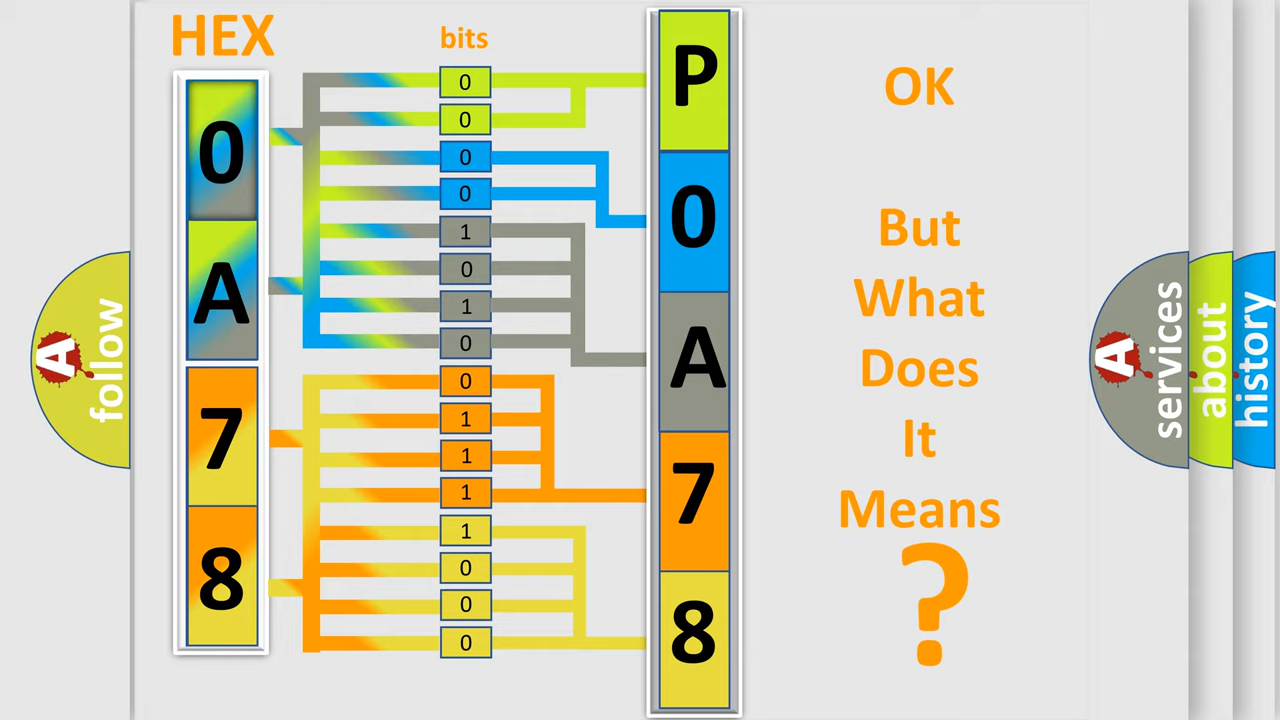 HEX
bits
0
A
7
8
0
0
0
0
1
0
1
0
0
1
1
1
1
0
0
0
P
0
A
7
8
OK
But
What
Does
It
Means
?
A
follow
A
services
about
history